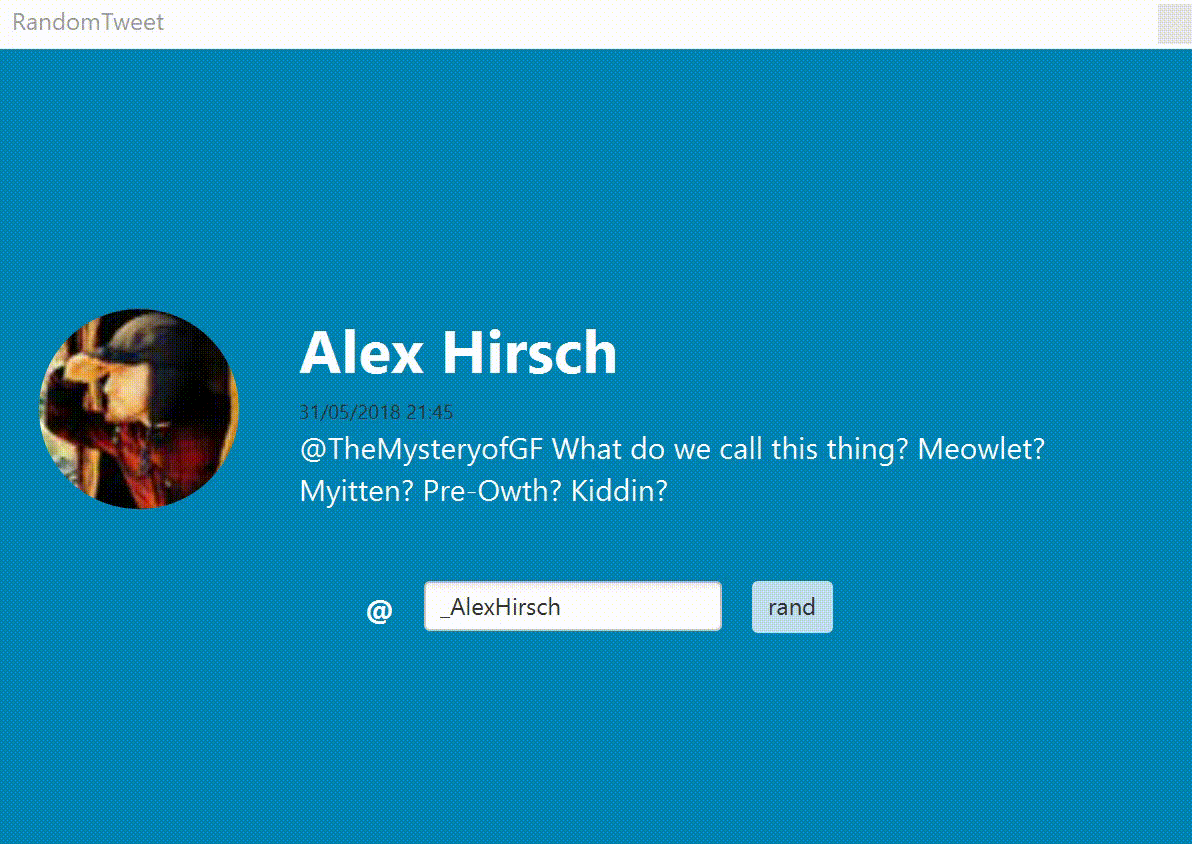 RandomTweet
Alex Hirsch
31/05/2018 21:45
@TheMysteryofGF What do we call this thing? Meowlet?
Myitten? Pre-Owth? Kiddin?
@ _AlexHirsch rand